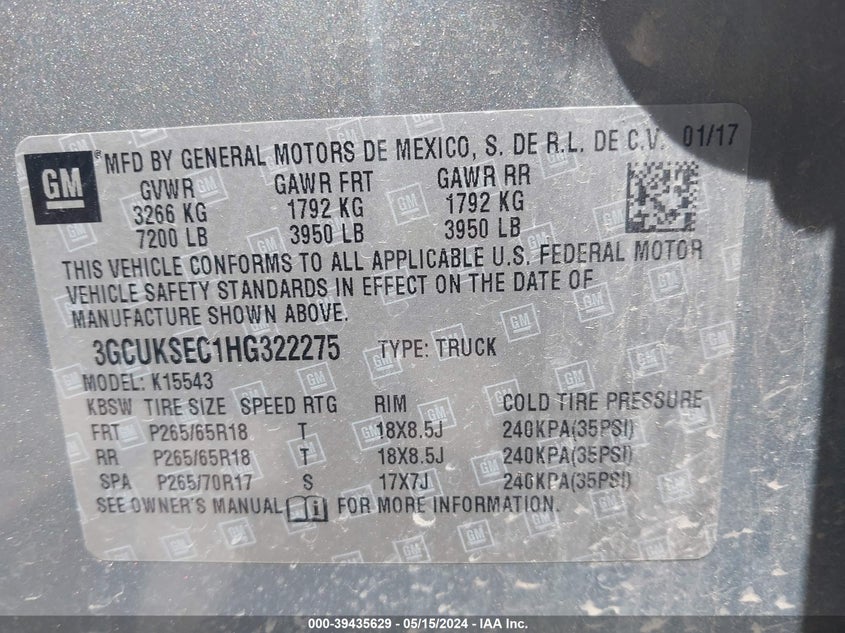 GM
® MFD BY GENERAL MOTORS DE MEXICO, S. DE R.L. DE C.V. 01/17
GVWR GAWR FRT GAWR RR
3266 KG 1792 KG 1792 KG
7200 LB 3950 LB 3950 LB
THIS VEHICLE CONFORMS TO ALL APPLICABLE U.S. FEDERAL MOTOR
VEHICLE SAFETY STANDARDS IN EFFECT ON THE DATE OF
MANUFACTURE SHOWN ABOVE.
3GCUKSEC1HG322275 TYPE: TRUCK
MODEL: K15543
KBSW TIRE SIZE SPEED RTG RIM COLD TIRE PRESSURE
FRT P265/65R18 T 18X8.5J 240KPA(35PSI)
RR P265/65R18 T 18X8.5J 240KPA(35PSI)
SPA P265/70R17 S 17X7J 240KPA(35PSI)
SEE OWNER'S MANUAL i FOR MORE INFORMATION.
000-39435629 - 05/15/2024 - IAA Inc.